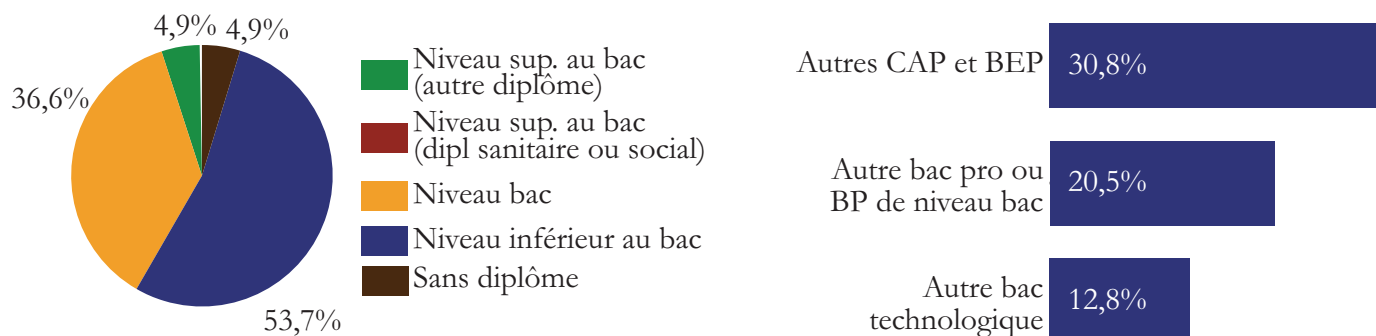 4,9%
4,9%
36,6%
53,7%
Niveau sup. au bac
(autre diplôme)
Niveau sup. au bac
(dipl sanitaire ou social)
Niveau bac
Niveau inférieur au bac
Sans diplôme
Autres CAP et BEP
30,8%
Autre bac pro ou
BP de niveau bac
20,5%
Autre bac
technologique
12,8%